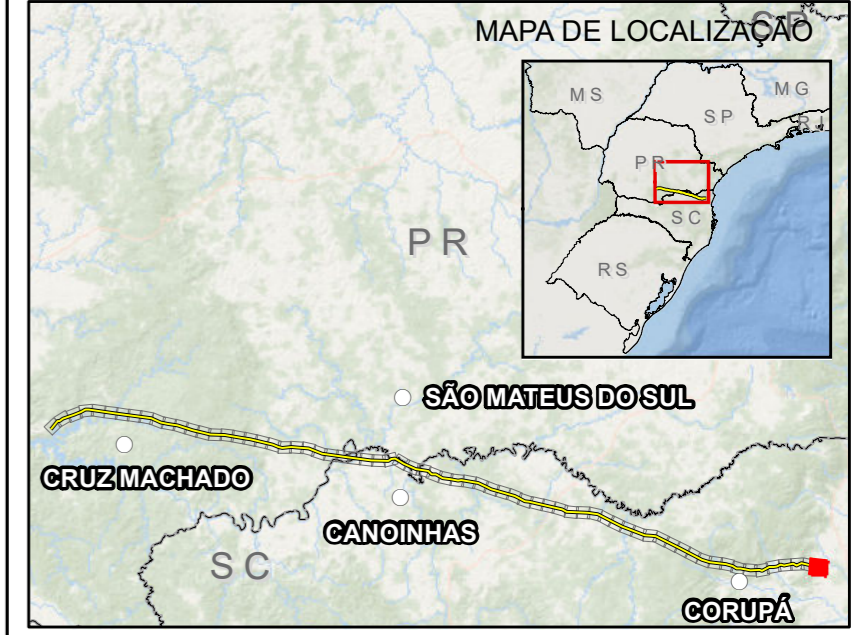 MAPA DE LOCALIZAÇÃO
MS
MG
SP
RJ
PR
SC
RS
PR
SÃO MATEUS DO SUL
CRUZ MACHADO
CANOINHAS
SC
CORUPÁ